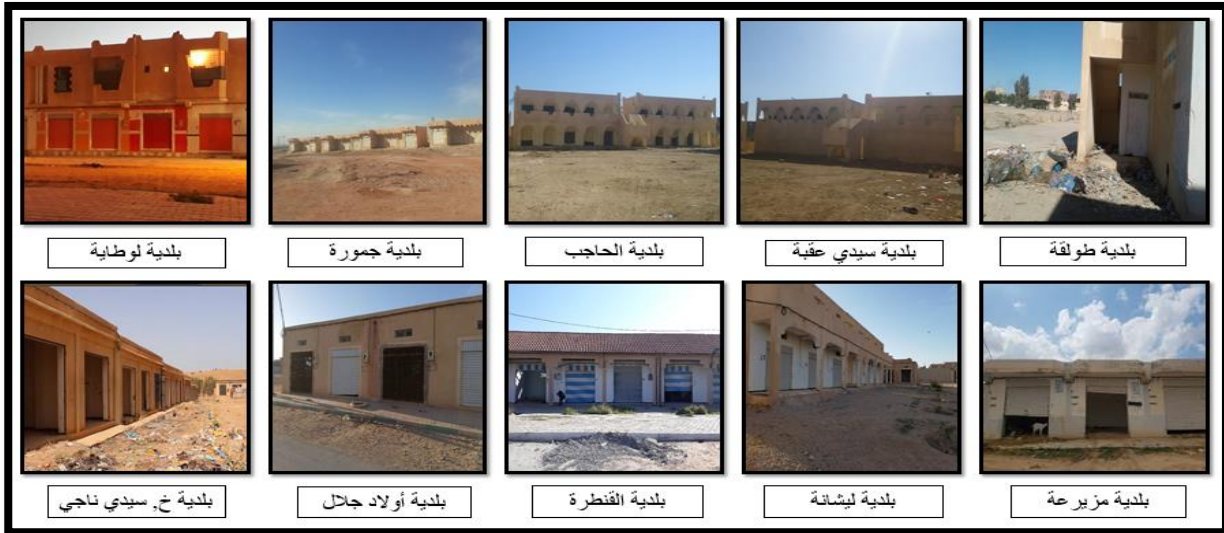 بلدية طولقة
بلدية سيدي عقبة
بلدية الحاجب
بلدية جمورة
بلدية لوطاية
بلدية مزيرعة
بلدية ليشانة
بلدية القنطرة
بلدية أولاد جلال
بلدية خ, سيدي ناجي